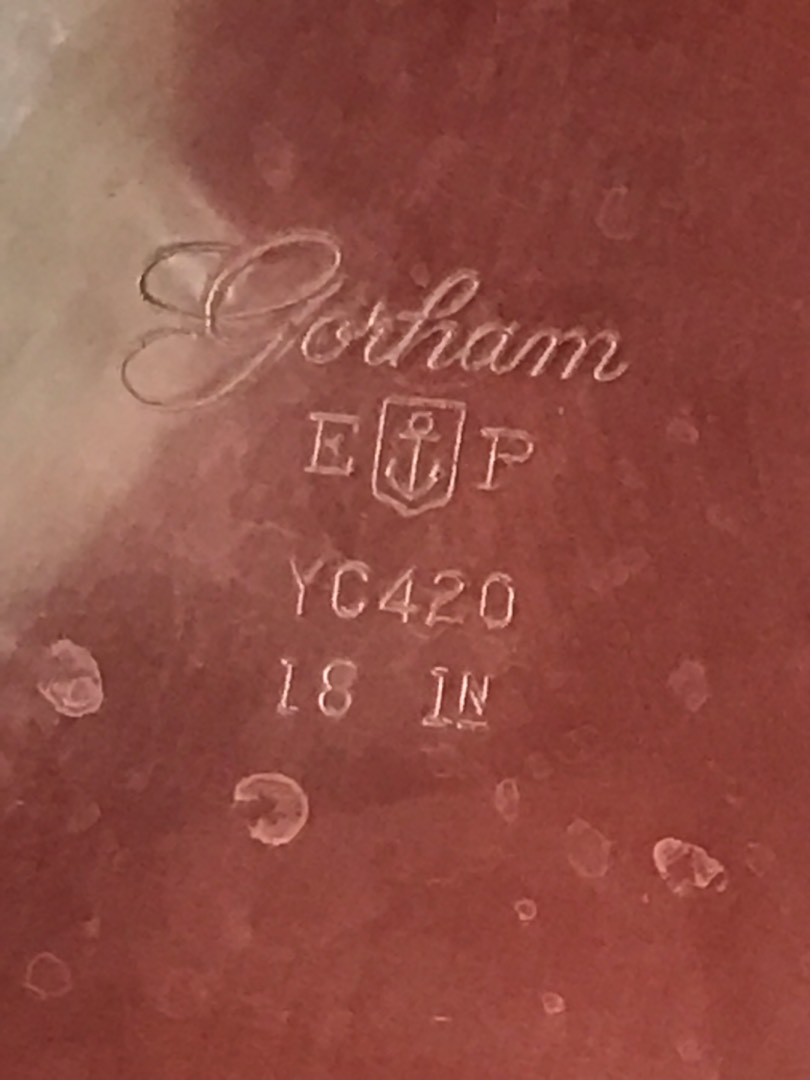 Gorham
E P
YC420
18 IN